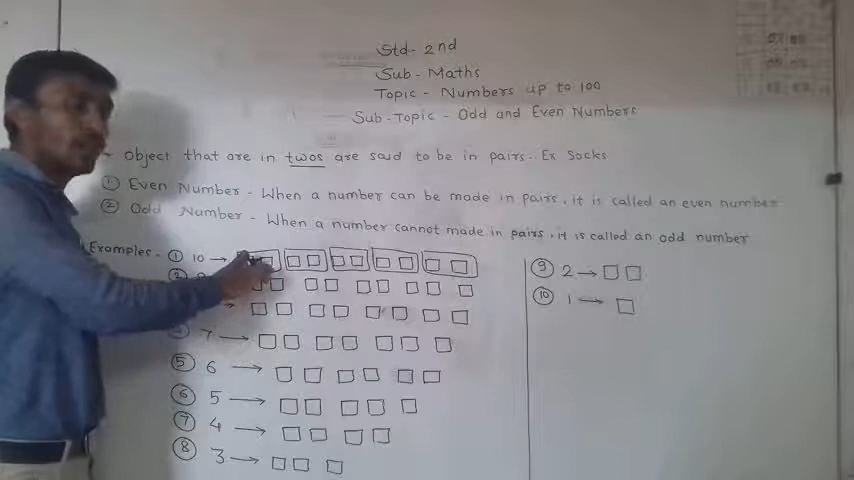 Std- 2nd
Sub- Maths
Topic - Numbers up to 100
Sub-Topic - Odd and Even Numbers
Object that are in twos are said to be in pairs. Ex Socks
① Even Number - When a number can be made in pairs, it is called an even number
② Odd Number - When a number cannot made in pairs, it is called an odd number
Examples - ① 10 →
②
7 →
⑤ 6 →
⑥ 5 →
⑦ 4 →
⑧ 3 →
⑨ 2 →
⑩ 1 →